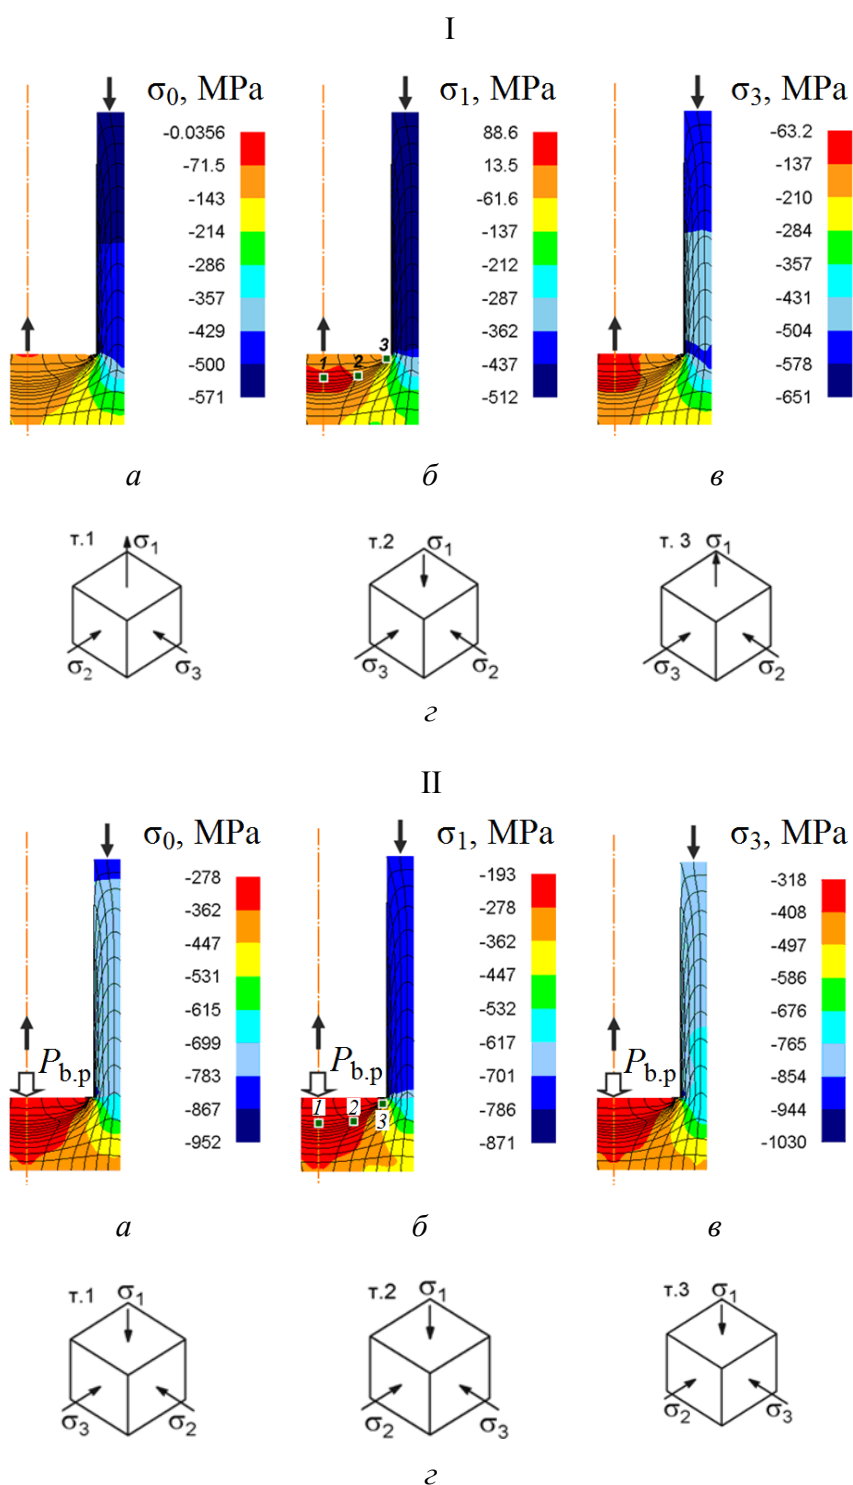 I
σ0, MPa
-0.0356
-71.5
-143
-214
-286
-357
-429
-500
-571
σ1, MPa
88.6
13.5
-61.6
-137
-212
-287
-362
-437
-512
1 2 3
σ3, MPa
-63.2
-137
-210
-284
-357
-431
-504
-578
-651
а б в
т.1 σ1
σ2 σ3
т.2 σ1
σ3 σ2
т. 3 σ1
σ3 σ2
г
II
σ0, MPa
-278
-362
-447
-531
-615
-699
-783
-867
-952
Pb.p
σ1, MPa
-193
-278
-362
-447
-532
-617
-701
-786
-871
Pb.p
1 2 3
σ3, MPa
-318
-408
-497
-586
-676
-765
-854
-944
-1030
Pb.p
а б в
т.1 σ1
σ3 σ2
т.2 σ1
σ2 σ3
т.3 σ1
σ2 σ3
г